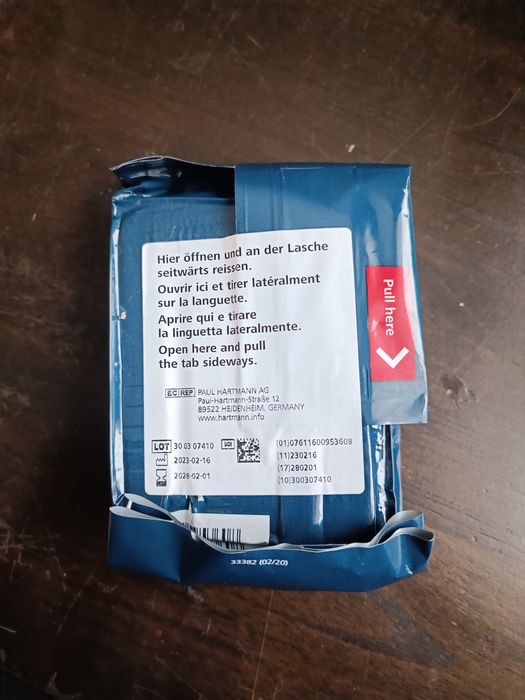 Hier öffnen und an der Lasche
seitwärts reissen.
Ouvrir ici et tirer latéralment
sur la languette.
Aprire qui e tirare
la linguetta lateralmente.
Open here and pull
the tab sideways.
Pull here
EC REP PAUL HARTMANN AG
Paul-Hartmann-Straße 12
89522 HEIDENHEIM, GERMANY
www.hartmann.info
LOT 30 03 07410
2023-02-16
2028-02-01
UDI
(01)07611600953608
(11)230216
(17)280201
(10)300307410
33382 (02/20)